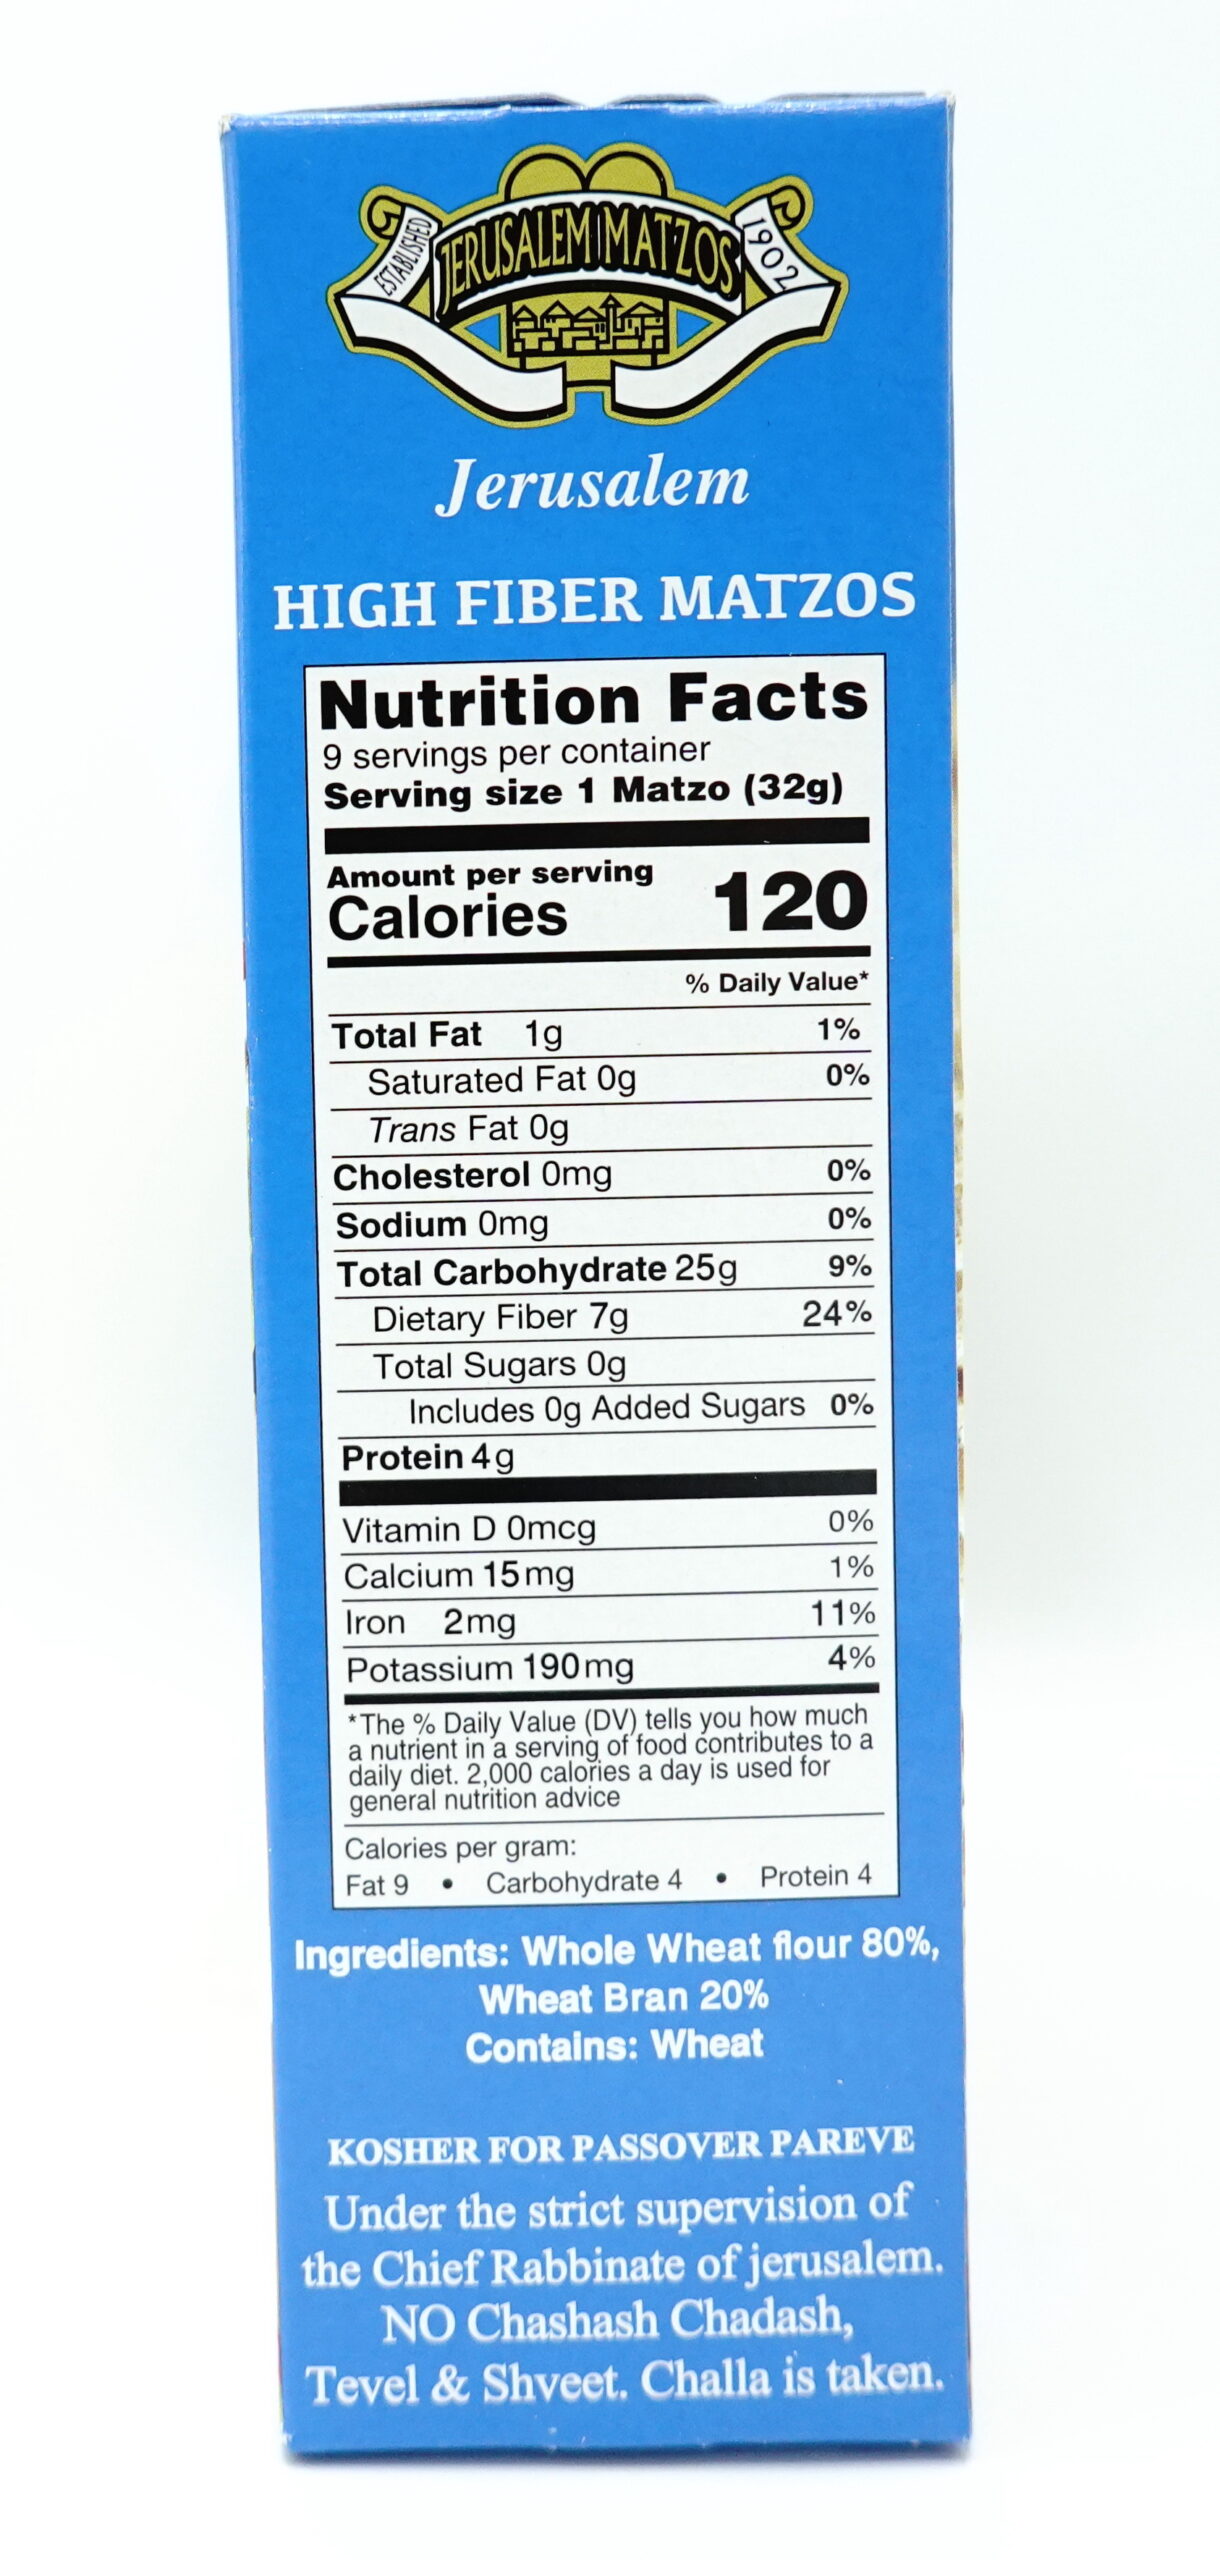 ESTABLISHED
JERUSALEM MATZOS
1902
Jerusalem
HIGH FIBER MATZOS
Nutrition Facts
9 servings per container
Serving size 1 Matzo (32g)
Amount per serving
Calories 120
% Daily Value*
Total Fat 1g 1%
Saturated Fat 0g 0%
Trans Fat 0g
Cholesterol 0mg 0%
Sodium 0mg 0%
Total Carbohydrate 25g 9%
Dietary Fiber 7g 24%
Total Sugars 0g
Includes 0g Added Sugars 0%
Protein 4g
Vitamin D 0mcg 0%
Calcium 15mg 1%
Iron 2mg 11%
Potassium 190mg 4%
*The % Daily Value (DV) tells you how much
a nutrient in a serving of food contributes to a
daily diet. 2,000 calories a day is used for
general nutrition advice
Calories per gram:
Fat 9 • Carbohydrate 4 • Protein 4
Ingredients: Whole Wheat flour 80%,
Wheat Bran 20%
Contains: Wheat
KOSHER FOR PASSOVER PAREVE
Under the strict supervision of
the Chief Rabbinate of jerusalem.
NO Chashash Chadash,
Tevel & Shveet. Challa is taken.